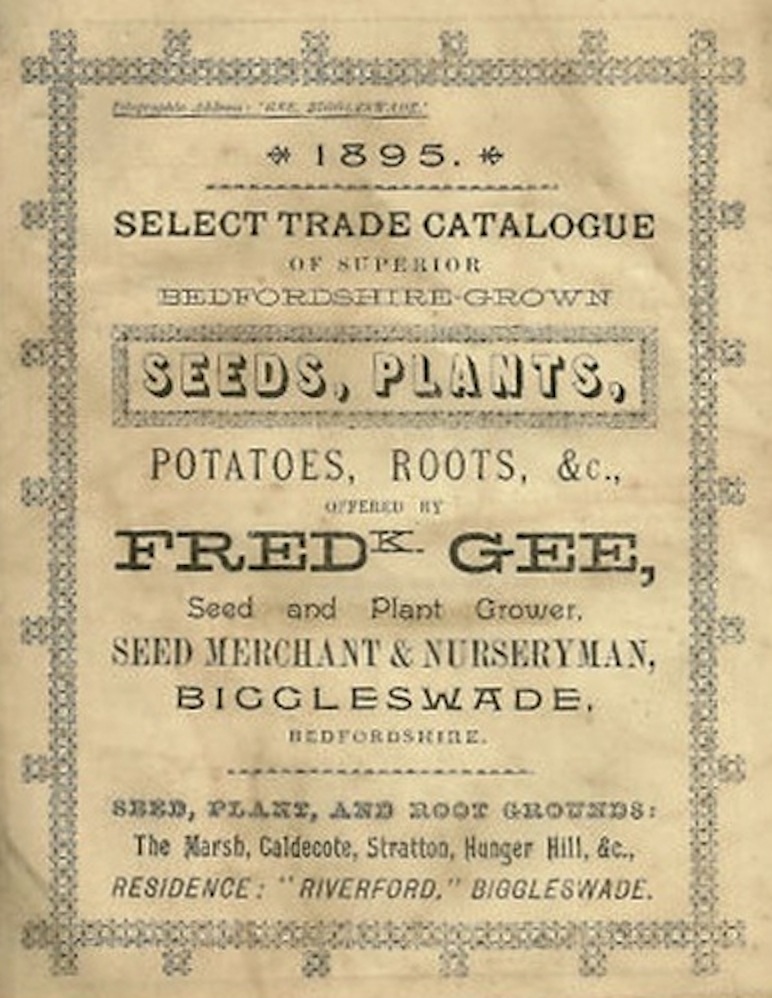 Telegraphic Address: "GEE, BIGGLESWADE."
1895.
SELECT TRADE CATALOGUE
OF SUPERIOR
BEDFORDSHIRE-GROWN
SEEDS, PLANTS,
POTATOES, ROOTS, &c.,
OFFERED BY
FREDK. GEE,
Seed and Plant Grower,
SEED MERCHANT & NURSERYMAN,
BIGGLESWADE,
BEDFORDSHIRE.
SEED, PLANT, AND ROOT GROUNDS:
The Marsh, Caldecote, Stratton, Hunger Hill, &c.,
RESIDENCE: "RIVERFORD," BIGGLESWADE.